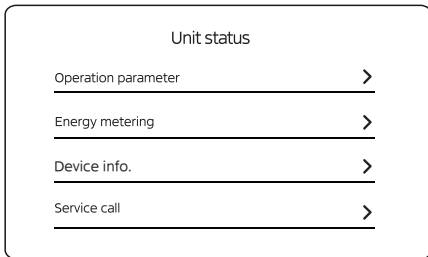 Unit status
Operation parameter
Energy metering
Device info.
Service call